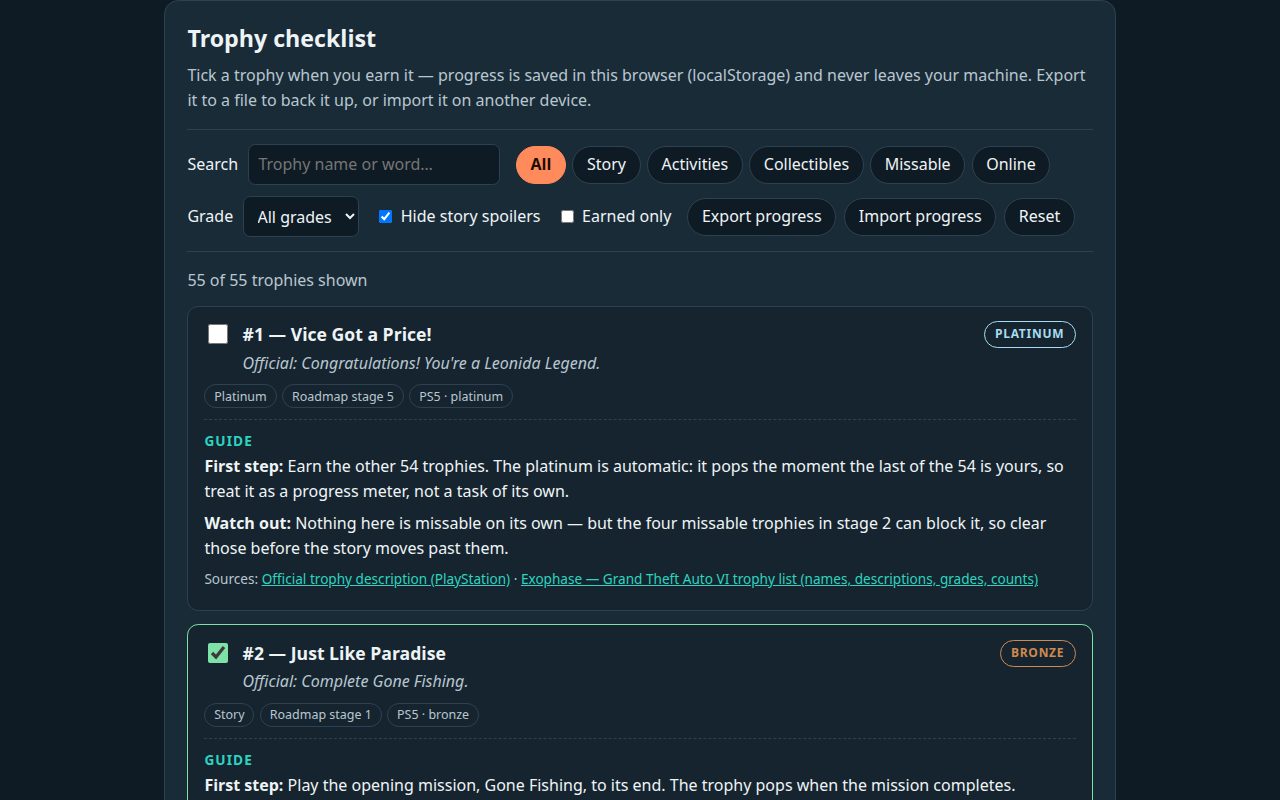 Trophy checklist
Tick a trophy when you earn it — progress is saved in this browser (localStorage) and never leaves your machine. Export
it to a file to back it up, or import it on another device.
Search Trophy name or word... All Story Activities Collectibles Missable Online
Grade All grades Hide story spoilers Earned only Export progress Import progress Reset
55 of 55 trophies shown
#1 — Vice Got a Price! PLATINUM
Official: Congratulations! You're a Leonida Legend.
Platinum Roadmap stage 5 PS5 · platinum
GUIDE
First step: Earn the other 54 trophies. The platinum is automatic: it pops the moment the last of the 54 is yours, so
treat it as a progress meter, not a task of its own.
Watch out: Nothing here is missable on its own — but the four missable trophies in stage 2 can block it, so clear
those before the story moves past them.
Sources: Official trophy description (PlayStation) · Exophase — Grand Theft Auto VI trophy list (names, descriptions, grades, counts)
#2 — Just Like Paradise BRONZE
Official: Complete Gone Fishing.
Story Roadmap stage 1 PS5 · bronze
GUIDE
First step: Play the opening mission, Gone Fishing, to its end. The trophy pops when the mission completes.